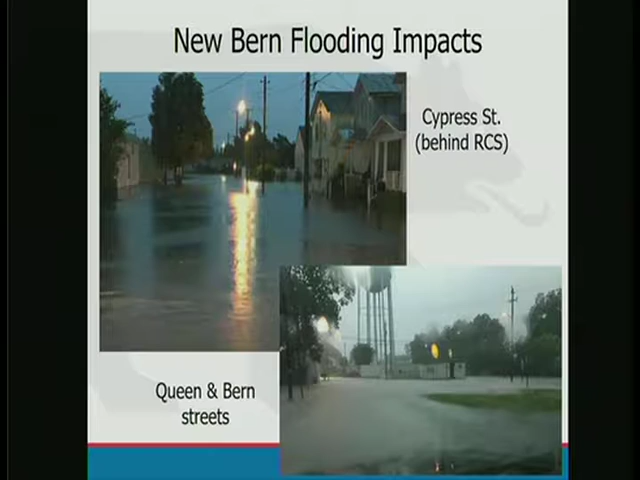 New Bern Flooding Impacts
Cypress St.
(behind RCS)
Queen & Bern
streets